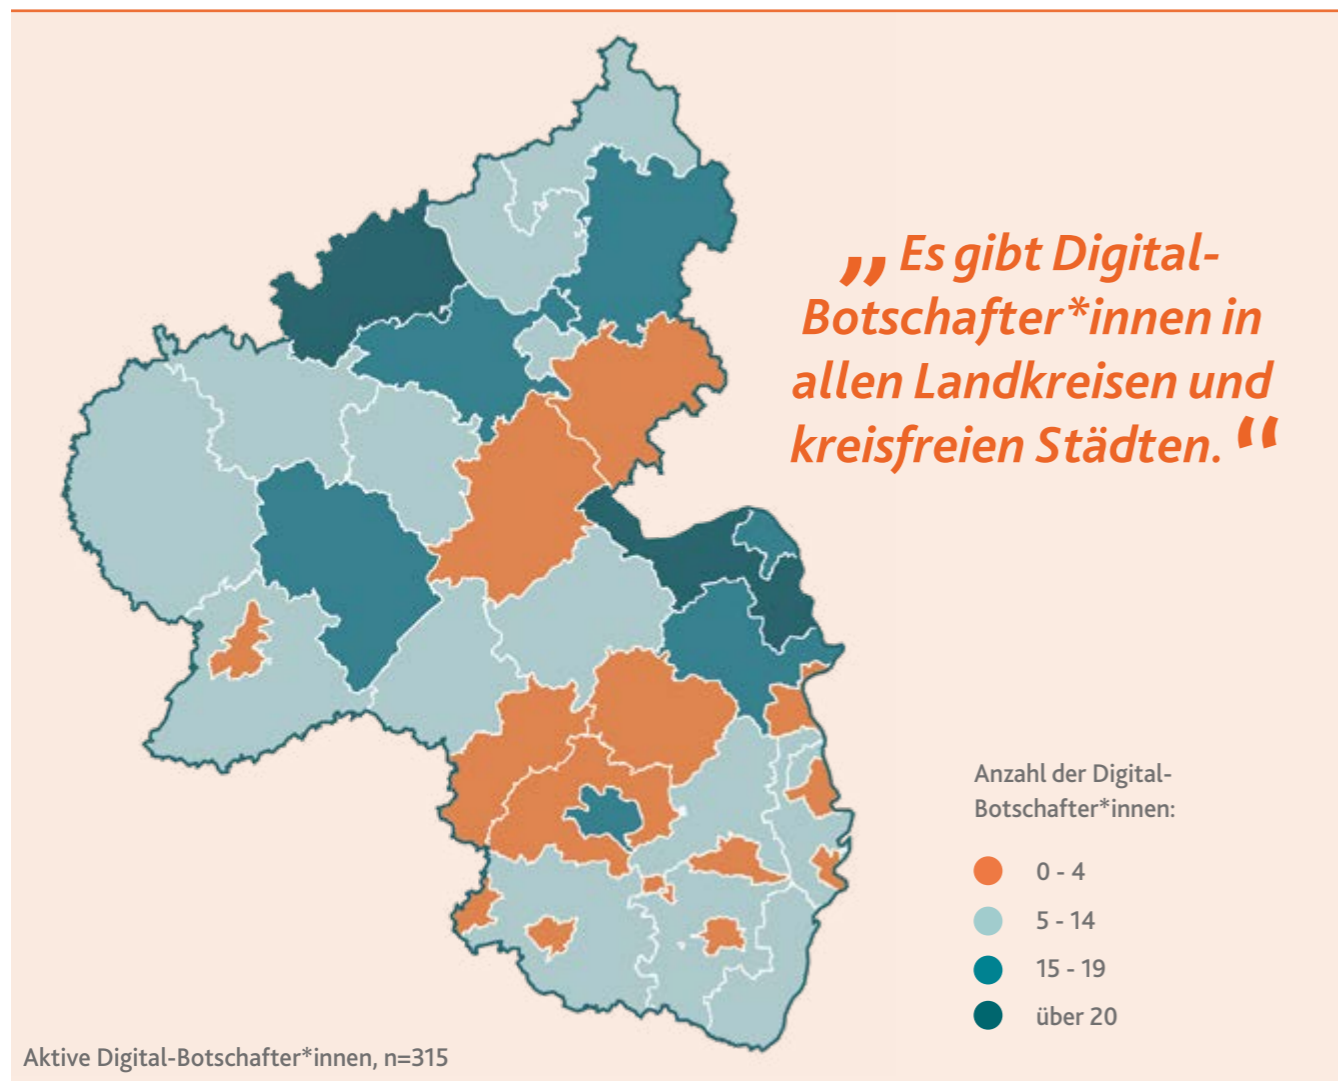 „Es gibt Digital-
Botschafter*innen in
allen Landkreisen und
kreisfreien Städten.“
Anzahl der Digital-
Botschafter*innen:
0 - 4
5 - 14
15 - 19
über 20
Aktive Digital-Botschafter*innen, n=315